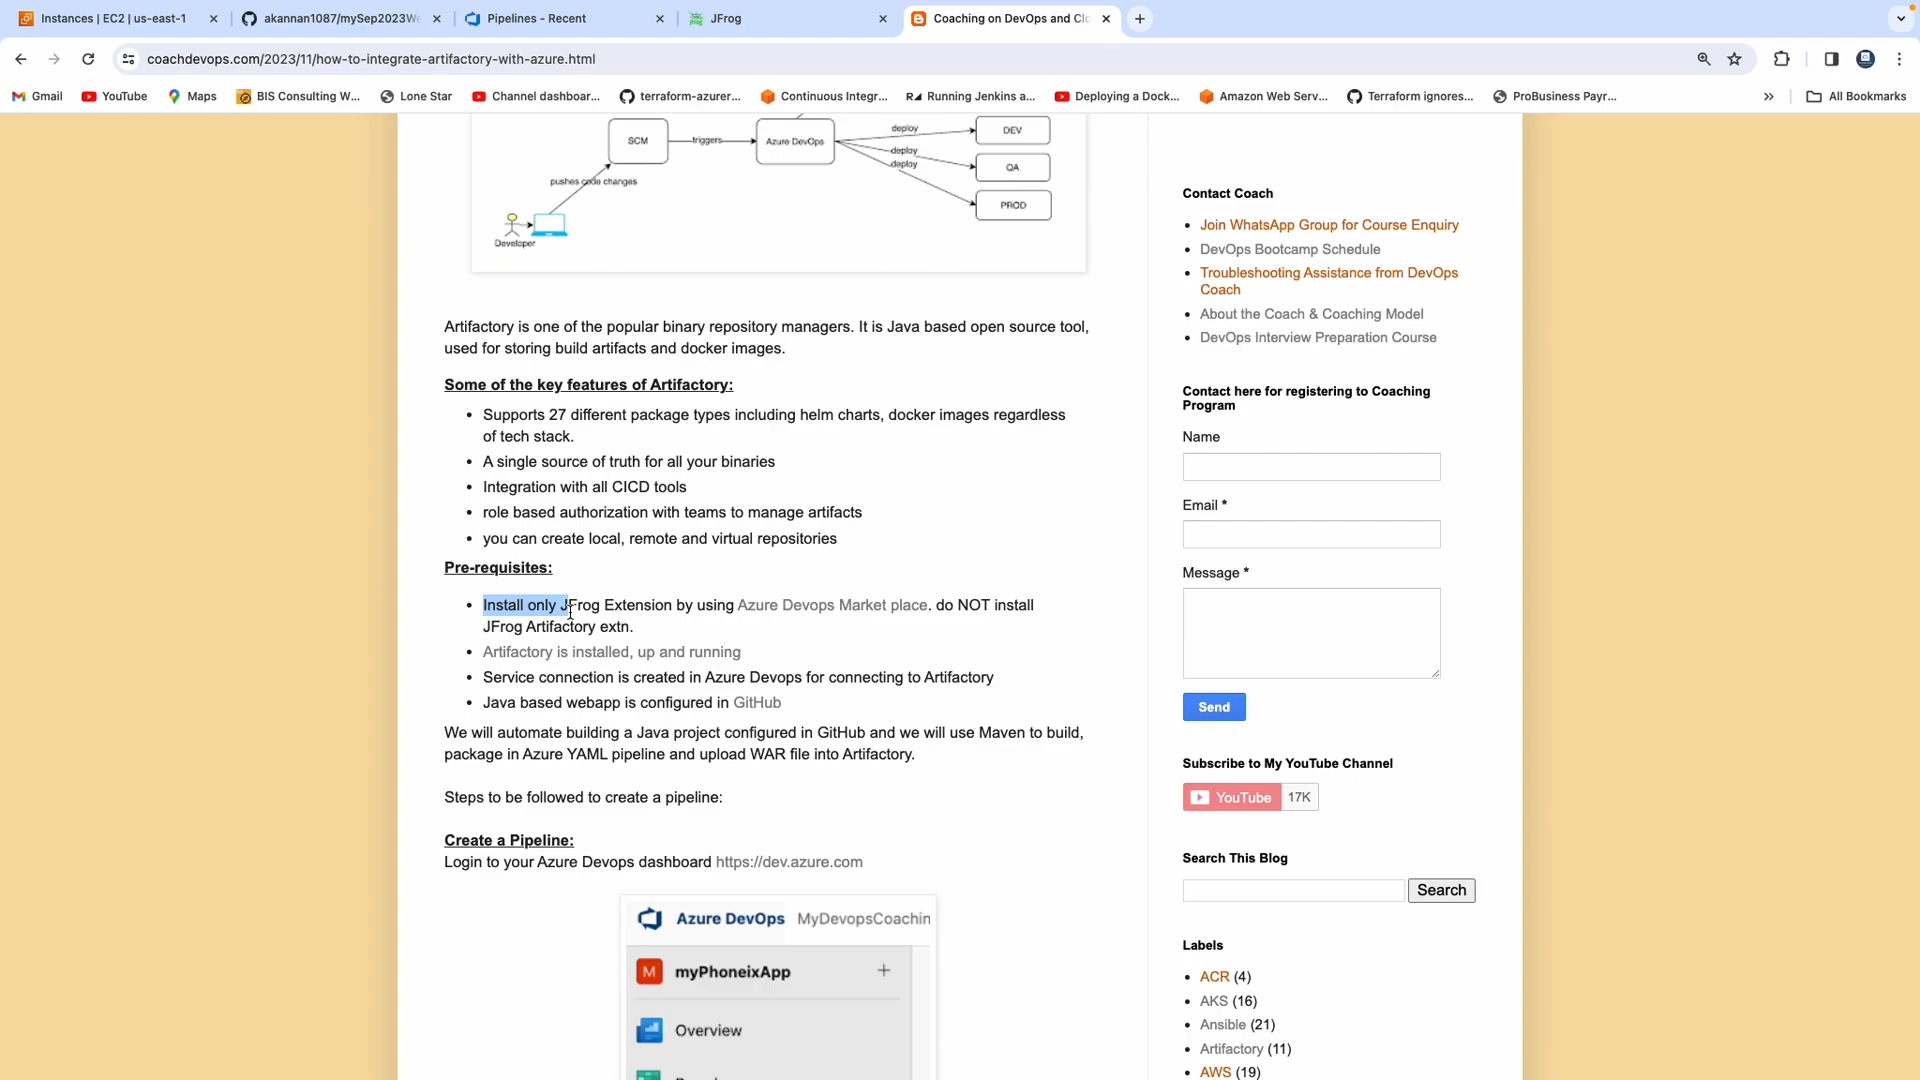 Instances | EC2 | us-east-1
akannan1087/mySep2023We
Pipelines - Recent
JFrog
Coaching on DevOps and Clo
coachdevops.com/2023/11/how-to-integrate-artifactory-with-azure.html
Gmail
YouTube
Maps
BIS Consulting W...
Lone Star
Channel dashboar...
terraform-azurer...
Continuous Integr...
Running Jenkins a...
Deploying a Dock...
Amazon Web Serv...
Terraform ignores...
ProBusiness Payr...
All Bookmarks
SCM
triggers
Azure DevOps
deploy
deploy
deploy
DEV
QA
PROD
pushes code changes
Developer
Artifactory is one of the popular binary repository managers. It is Java based open source tool,
used for storing build artifacts and docker images.
Some of the key features of Artifactory:
Supports 27 different package types including helm charts, docker images regardless
of tech stack.
A single source of truth for all your binaries
Integration with all CICD tools
role based authorization with teams to manage artifacts
you can create local, remote and virtual repositories
Pre-requisites:
Install only JFrog Extension by using Azure Devops Market place. do NOT install
JFrog Artifactory extn.
Artifactory is installed, up and running
Service connection is created in Azure Devops for connecting to Artifactory
Java based webapp is configured in GitHub
We will automate building a Java project configured in GitHub and we will use Maven to build,
package in Azure YAML pipeline and upload WAR file into Artifactory.
Steps to be followed to create a pipeline:
Create a Pipeline:
Login to your Azure Devops dashboard https://dev.azure.com
Azure DevOps MyDevopsCoachin
M myPhoneixApp
Overview
Contact Coach
Join WhatsApp Group for Course Enquiry
DevOps Bootcamp Schedule
Troubleshooting Assistance from DevOps
Coach
About the Coach & Coaching Model
DevOps Interview Preparation Course
Contact here for registering to Coaching
Program
Name
Email *
Message *
Send
Subscribe to My YouTube Channel
YouTube 17K
Search This Blog
Search
Labels
ACR (4)
AKS (16)
Ansible (21)
Artifactory (11)
AWS (19)